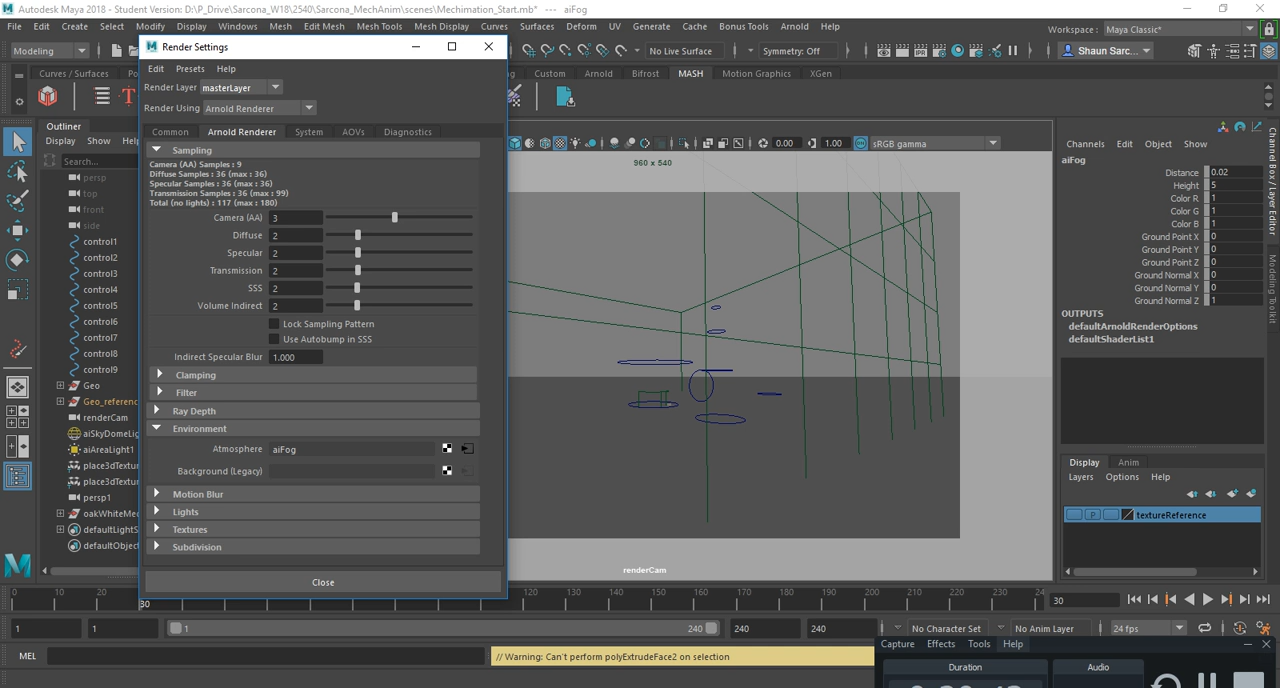 Autodesk Maya 2018 - Student Version: D:\P_Drive\Sarcona_W18\2540\Sarcona_MechAnim\scenes\Mechimation_Start.mb*  ---  aiFog
File Edit Create Select Modify Display Windows Mesh Edit Mesh Mesh Tools Mesh Display Curves Surfaces Deform UV Generate Cache Bonus Tools Arnold Help
Workspace : Maya Classic*
Modeling
No Live Surface
Symmetry: Off
Shaun Sarc...
Render Settings
Curves / Surfaces
Custom Arnold Bifrost MASH Motion Graphics XGen
Edit Presets Help
Render Layer masterLayer
Render Using Arnold Renderer
Common Arnold Renderer System AOVs Diagnostics
Outliner
Display Show Help
Search...
persp
top
front
side
control1
control2
control3
control4
control5
control6
control7
control8
control9
Geo
Geo_referenc
renderCam
aiSkyDomeLig
aiAreaLight1
place3dTextur
place3dTextur
persp1
oakWhiteMed
defaultLightS
defaultObjec
Sampling
Camera (AA) Samples : 9
Diffuse Samples : 36 (max : 36)
Specular Samples : 36 (max : 36)
Transmission Samples : 36 (max : 99)
Total (no lights) : 117 (max : 180)
Camera (AA) 3
Diffuse 2
Specular 2
Transmission 2
SSS 2
Volume Indirect 2
Lock Sampling Pattern
Use Autobump in SSS
Indirect Specular Blur 1.000
Clamping
Filter
Ray Depth
Environment
Atmosphere aiFog
Background (Legacy)
Motion Blur
Lights
Textures
Subdivision
Close
0.00 1.00 sRGB gamma
960 x 540
renderCam
Channels Edit Object Show
aiFog
Distance 0.02
Height 5
Color R 1
Color G 1
Color B 1
Ground Point X 0
Ground Point Y 0
Ground Point Z 0
Ground Normal X 0
Ground Normal Y 0
Ground Normal Z 1
OUTPUTS
defaultArnoldRenderOptions
defaultShaderList1
Channel Box / Layer Editor
Modeling Toolkit
Display Anim
Layers Options Help
P textureReference
0 10 20 30 120 130 140 150 160 170 180 190 200 210 220 230 24
30
1 1 1 240 240 240
No Character Set
No Anim Layer
24 fps
MEL
// Warning: Can't perform polyExtrudeFace2 on selection
Capture Effects Tools Help
Duration
Audio